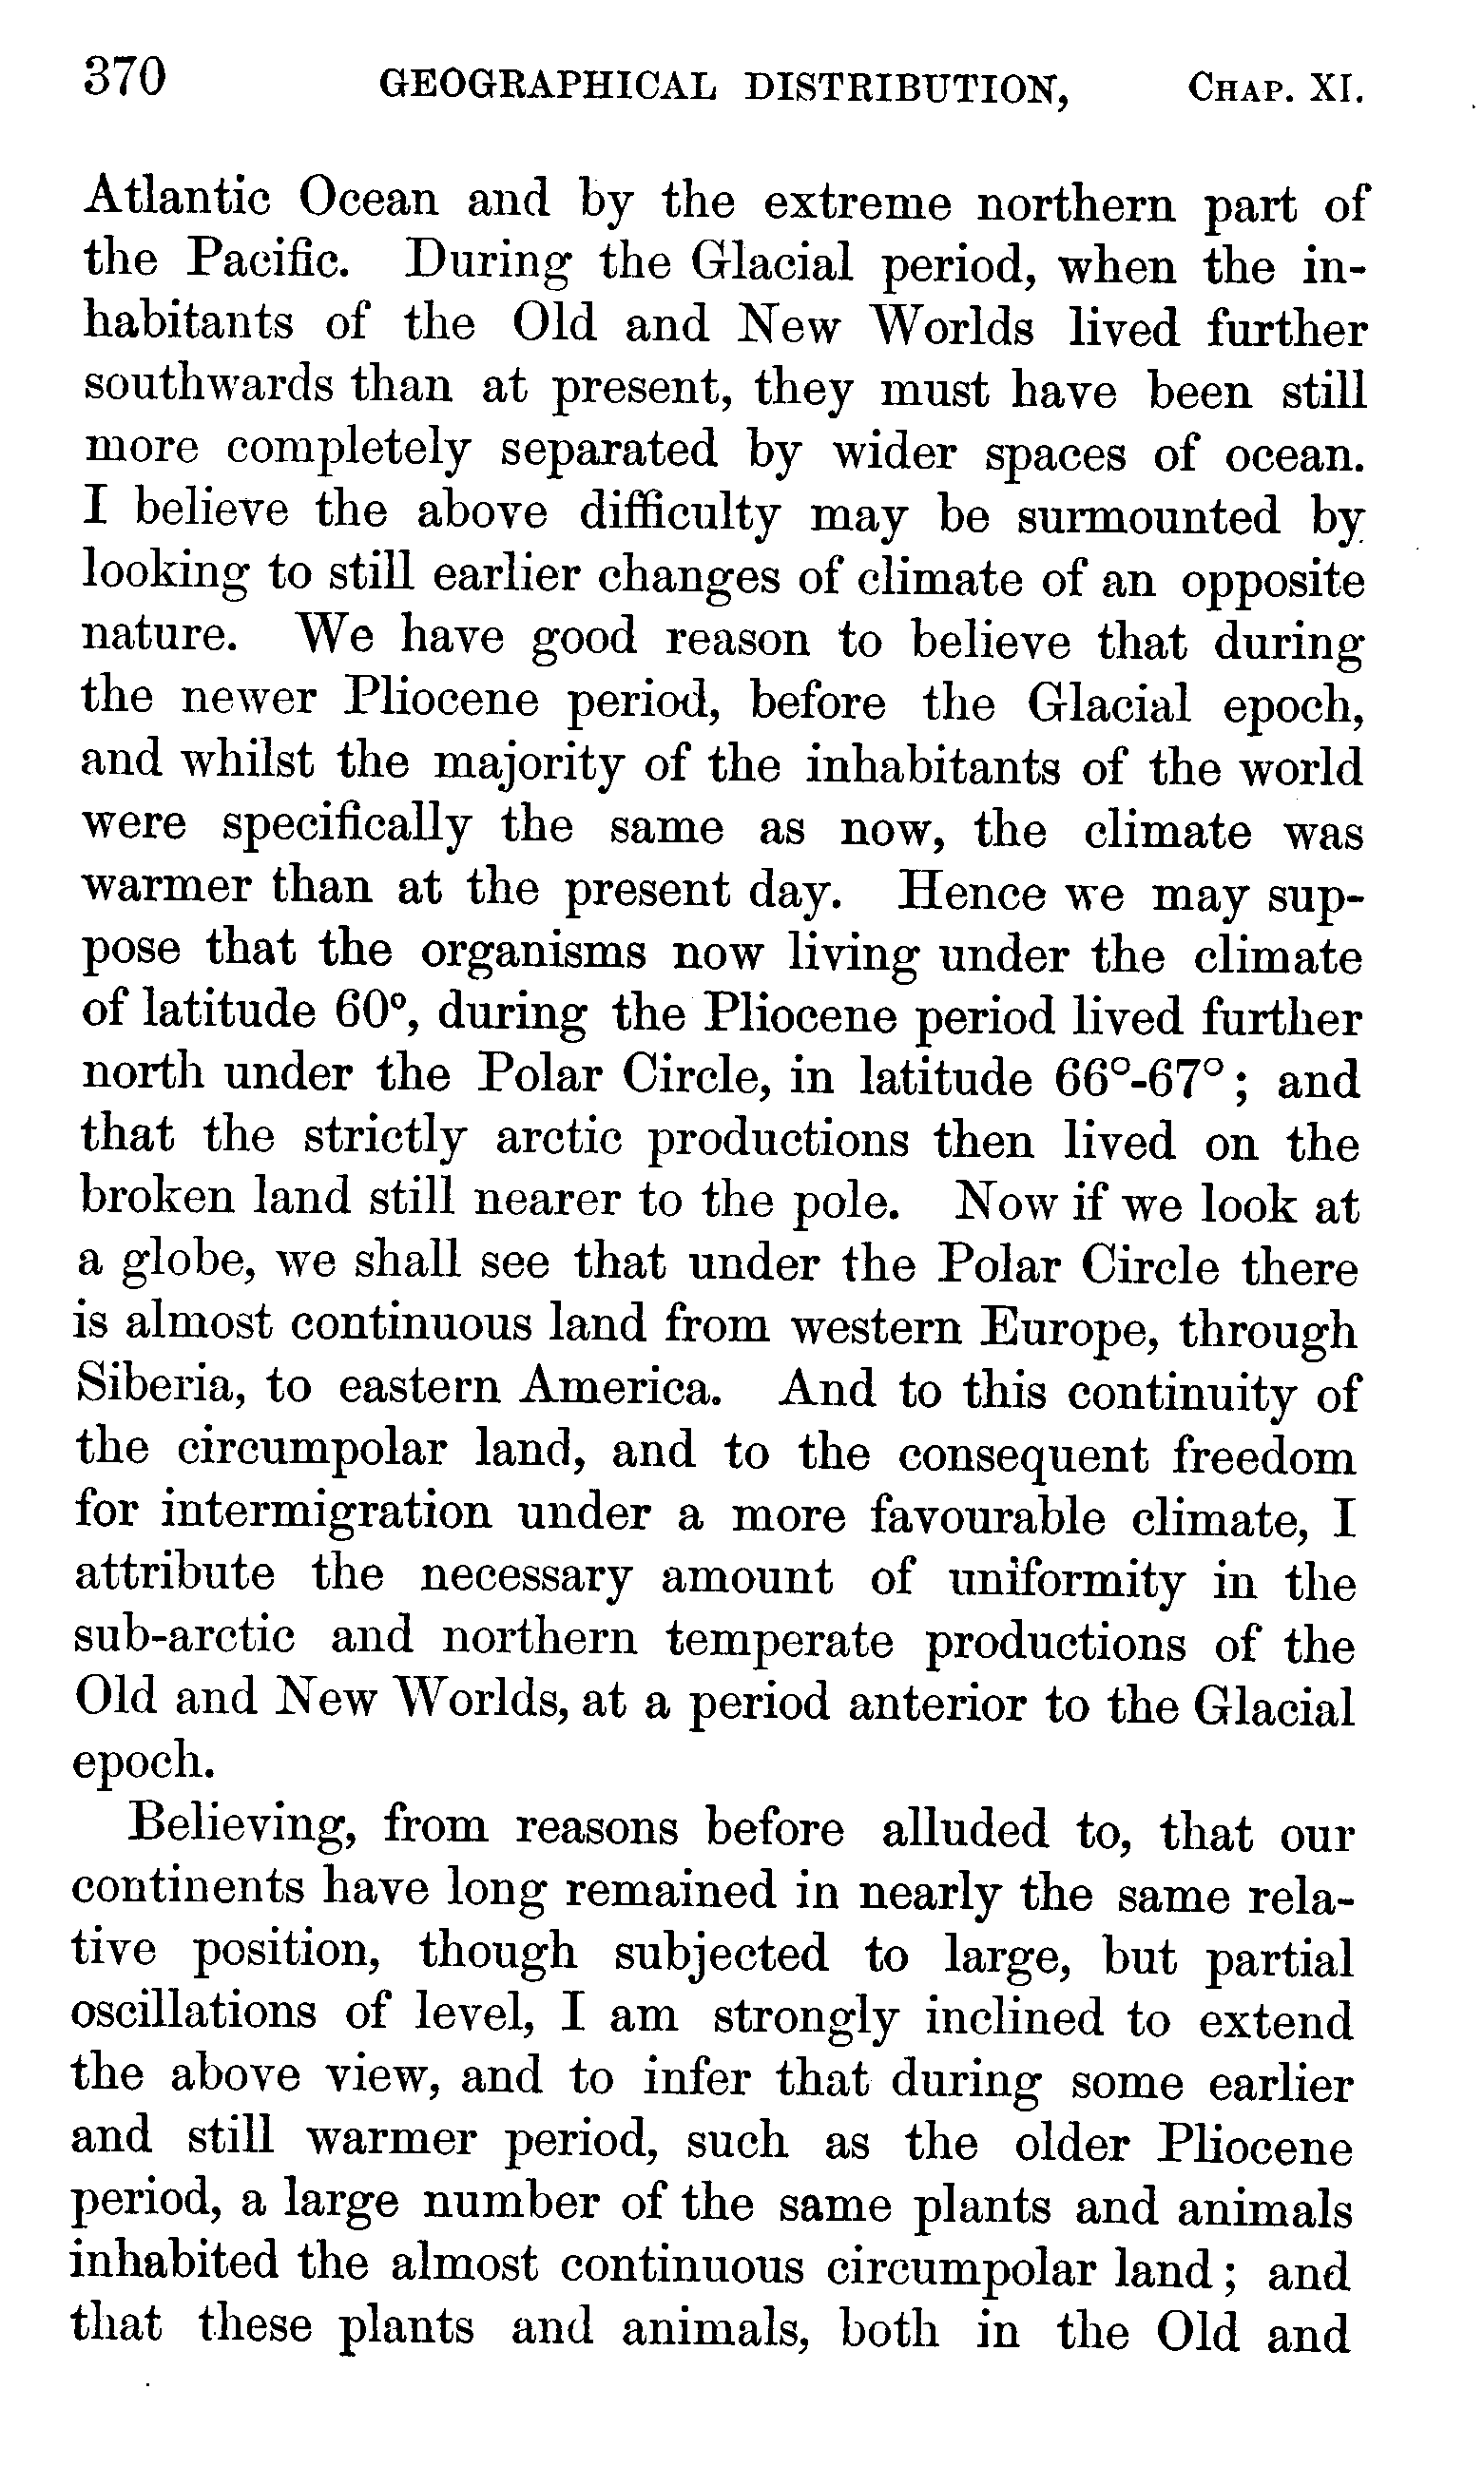 370 GEOGRAPHICAL DISTRIBUTION, CHAP. XI.
Atlantic Ocean and by the extreme northern part of
the Pacific. During the Glacial period, when the in-
habitants of the Old and New Worlds lived further
southwards than at present, they must have been still
more completely separated by wider spaces of ocean.
I believe the above difficulty may be surmounted by
looking to still earlier changes of climate of an opposite
nature. We have good reason to believe that during
the newer Pliocene period, before the Glacial epoch,
and whilst the majority of the inhabitants of the world
were specifically the same as now, the climate was
warmer than at the present day. Hence we may sup-
pose that the organisms now living under the climate
of latitude 60°, during the Pliocene period lived further
north under the Polar Circle, in latitude 66°-67°; and
that the strictly arctic productions then lived on the
broken land still nearer to the pole. Now if we look at
a globe, we shall see that under the Polar Circle there
is almost continuous land from western Europe, through
Siberia, to eastern America. And to this continuity of
the circumpolar land, and to the consequent freedom
for intermigration under a more favourable climate, I
attribute the necessary amount of uniformity in the
sub-arctic and northern temperate productions of the
Old and New Worlds, at a period anterior to the Glacial
epoch.
Believing, from reasons before alluded to, that our
continents have long remained in nearly the same rela-
tive position, though subjected to large, but partial
oscillations of level, I am strongly inclined to extend
the above view, and to infer that during some earlier
and still warmer period, such as the older Pliocene
period, a large number of the same plants and animals
inhabited the almost continuous circumpolar land; and
that these plants and animals, both in the Old and